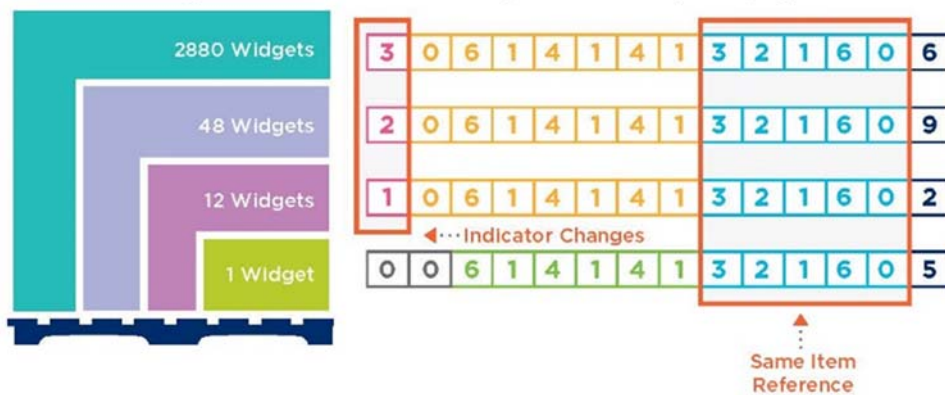 2880 Widgets
3 0 6 1 4 1 4 1 3 2 1 6 0 6
48 Widgets
2 0 6 1 4 1 4 1 3 2 1 6 0 9
12 Widgets
1 0 6 1 4 1 4 1 3 2 1 6 0 2
Indicator Changes
1 Widget
0 0 6 1 4 1 4 1 3 2 1 6 0 5
Same Item
Reference